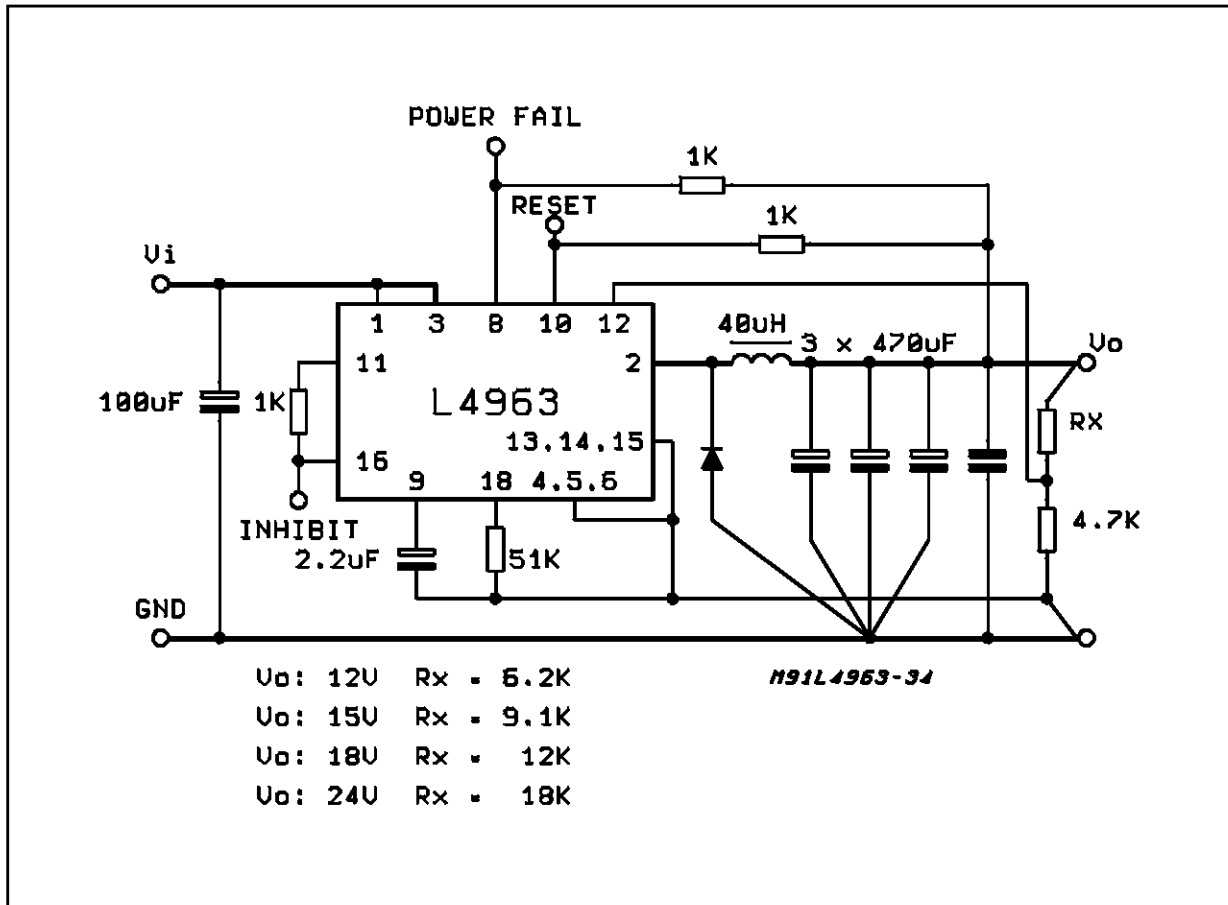 POWER FAIL
1K
RESET
1K
Vi
1 3 8 10 12
40uH
3 x 470uF
Vo
11
2
100uF
1K
L4963
RX
13,14,15
16
9
18
4,5,6
4.7K
INHIBIT
2.2uF
51K
GND
Vo: 12V Rx = 6.2K
M91L4963-34
Vo: 15V Rx = 9.1K
Vo: 18V Rx = 12K
Vo: 24V Rx = 18K